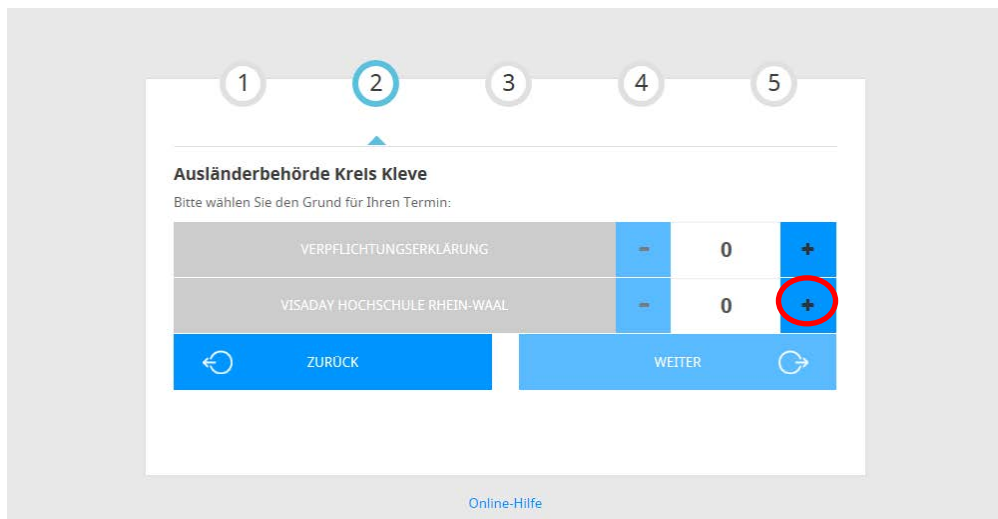 1 2 3 4 5
Ausländerbehörde Kreis Kleve
Bitte wählen Sie den Grund für Ihren Termin:
VERPFLICHTUNGSERKLÄRUNG - 0 +
VISADAY HOCHSCHULE RHEIN-WAAL - 0 +
ZURÜCK WEITER
Online-Hilfe